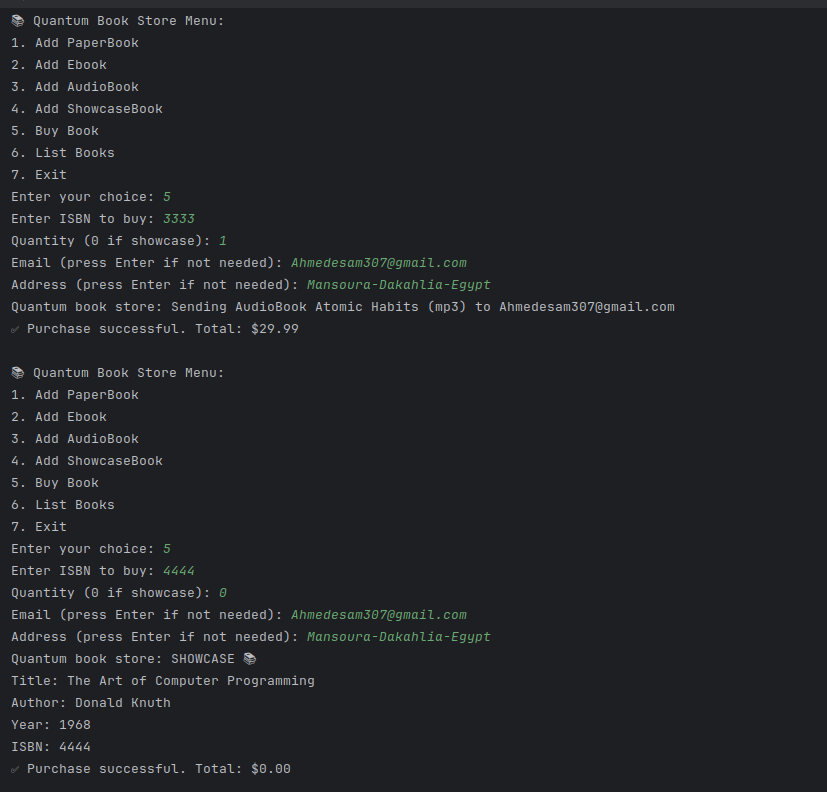 📚 Quantum Book Store Menu:
1. Add PaperBook
2. Add Ebook
3. Add AudioBook
4. Add ShowcaseBook
5. Buy Book
6. List Books
7. Exit
Enter your choice: 5
Enter ISBN to buy: 3333
Quantity (0 if showcase): 1
Email (press Enter if not needed): Ahmedesam307@gmail.com
Address (press Enter if not needed): Mansoura-Dakahlia-Egypt
Quantum book store: Sending AudioBook Atomic Habits (mp3) to Ahmedesam307@gmail.com
✅ Purchase successful. Total: $29.99

📚 Quantum Book Store Menu:
1. Add PaperBook
2. Add Ebook
3. Add AudioBook
4. Add ShowcaseBook
5. Buy Book
6. List Books
7. Exit
Enter your choice: 5
Enter ISBN to buy: 4444
Quantity (0 if showcase): 0
Email (press Enter if not needed): Ahmedesam307@gmail.com
Address (press Enter if not needed): Mansoura-Dakahlia-Egypt
Quantum book store: SHOWCASE 📚
Title: The Art of Computer Programming
Author: Donald Knuth
Year: 1968
ISBN: 4444
✅ Purchase successful. Total: $0.00